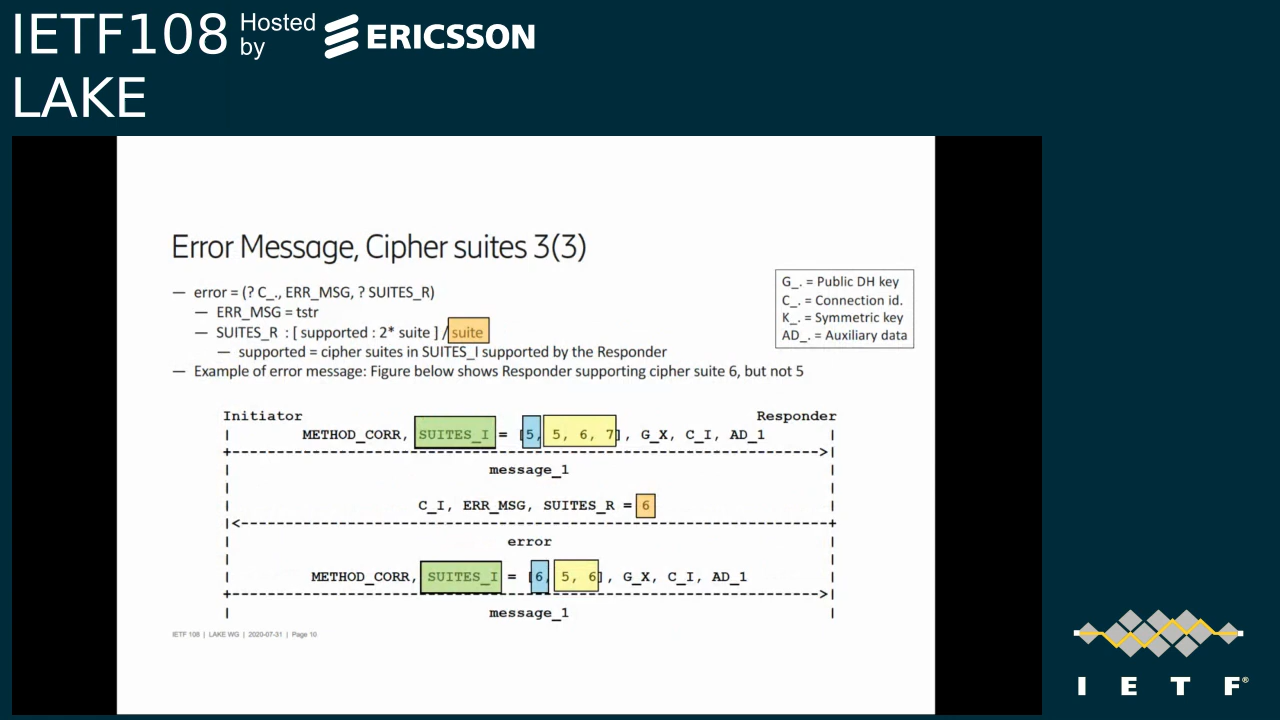 IETF108 Hosted by ERICSSON
LAKE
Error Message, Cipher suites 3(3)
— error = (? C_., ERR_MSG, ? SUITES_R)
— ERR_MSG = tstr
— SUITES_R : [ supported : 2* suite ] / suite
— supported = cipher suites in SUITES_I supported by the Responder
— Example of error message: Figure below shows Responder supporting cipher suite 6, but not 5
G_. = Public DH key
C_. = Connection id.
K_. = Symmetric key
AD_. = Auxiliary data
Initiator Responder
| METHOD_CORR, SUITES_I = [5, 5, 6, 7], G_X, C_I, AD_1 |
+------------------------------------------------------------------>|
| message_1 |
| C_I, ERR_MSG, SUITES_R = 6 |
|<------------------------------------------------------------------+
| error |
| METHOD_CORR, SUITES_I = [6, 5, 6], G_X, C_I, AD_1 |
+------------------------------------------------------------------>|
| message_1 |
IETF 108 | LAKE WG | 2020-07-31 | Page 10
I E T F®